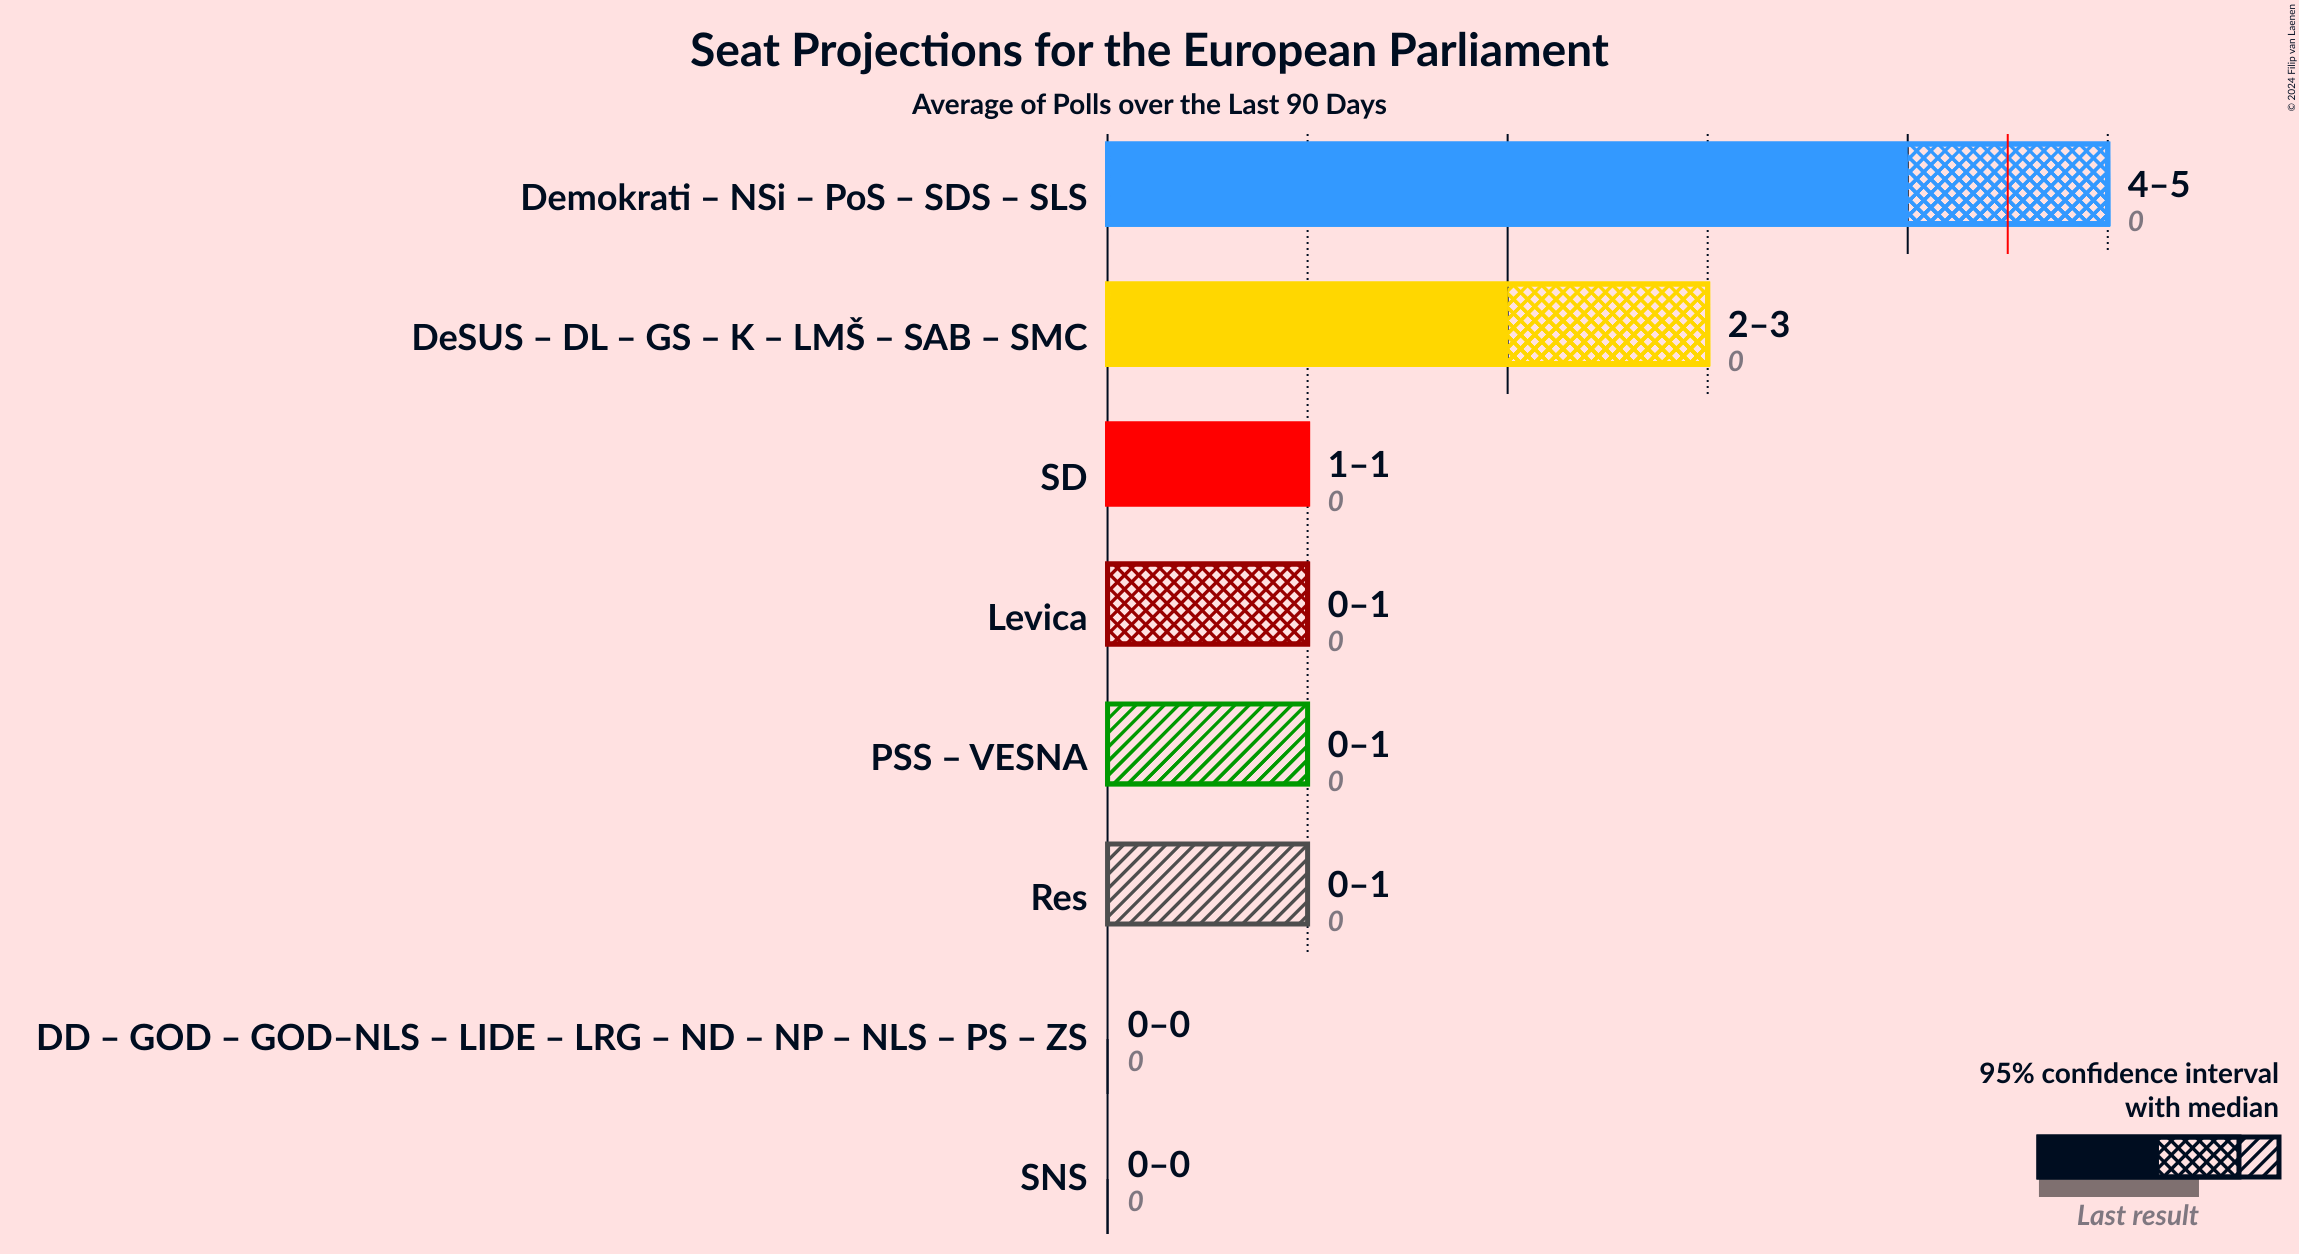 Seat Projections for the European Parliament
Average of Polls over the Last 90 Days
© 2024 Filip van Laenen
Demokrati – NSi – PoS – SDS – SLS
4–5
0
DeSUS – DL – GS – K – LMŠ – SAB – SMC
2–3
0
SD
1–1
0
Levica
0–1
0
PSS – VESNA
0–1
0
Res
0–1
0
DD – GOD – GOD–NLS – LIDE – LRG – ND – NP – NLS – PS – ZS
0–0
0
SNS
0–0
0
95% confidence interval
with median
Last result